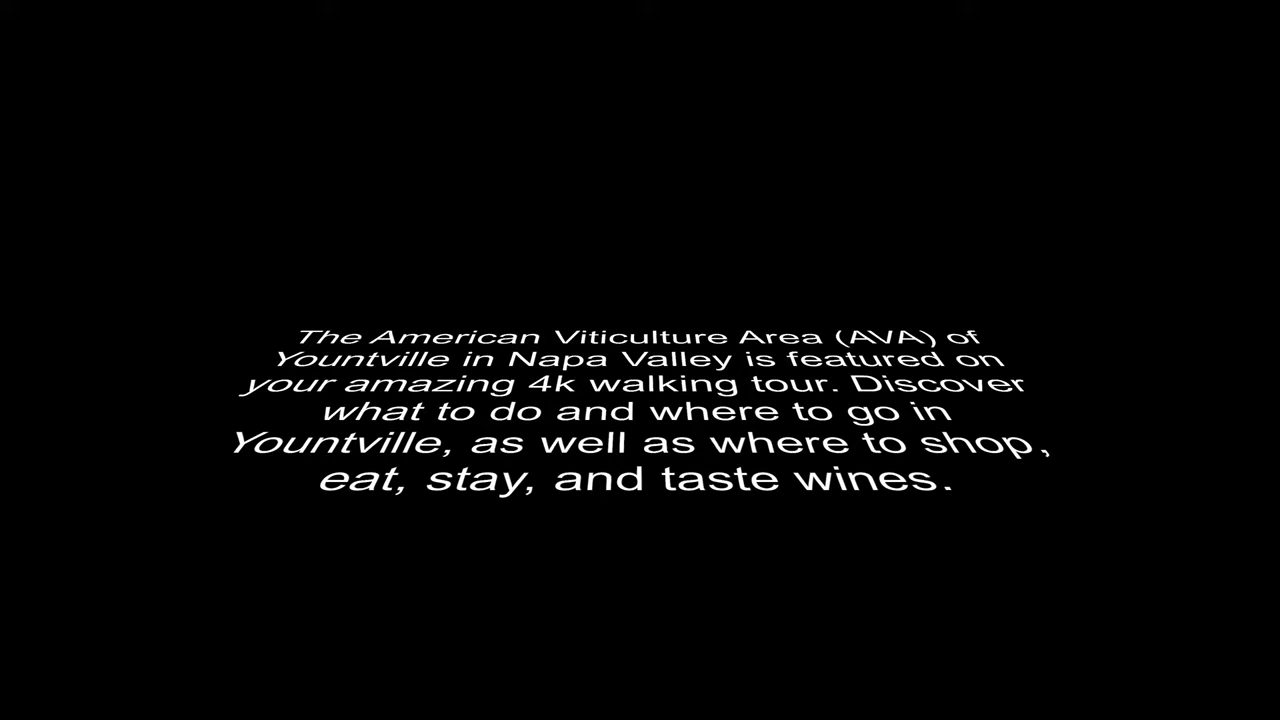 The American Viticulture Area (AVA) of
Yountville in Napa Valley is featured on
your amazing 4k walking tour. Discover
what to do and where to go in
Yountville, as well as where to shop,
eat, stay, and taste wines.